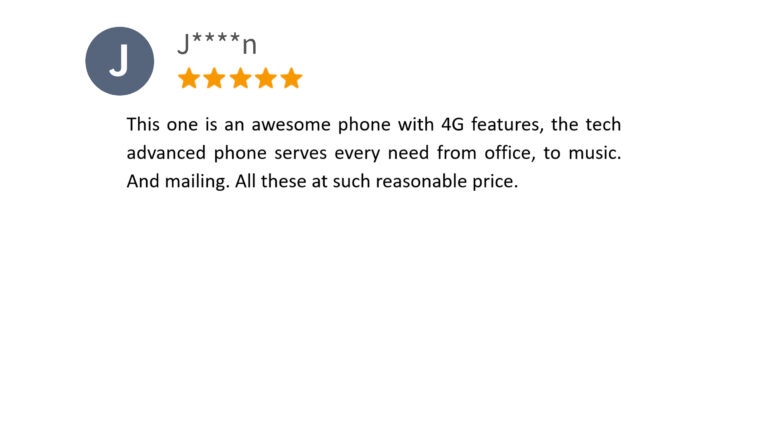 J
J****n
This one is an awesome phone with 4G features, the tech
advanced phone serves every need from office, to music.
And mailing. All these at such reasonable price.